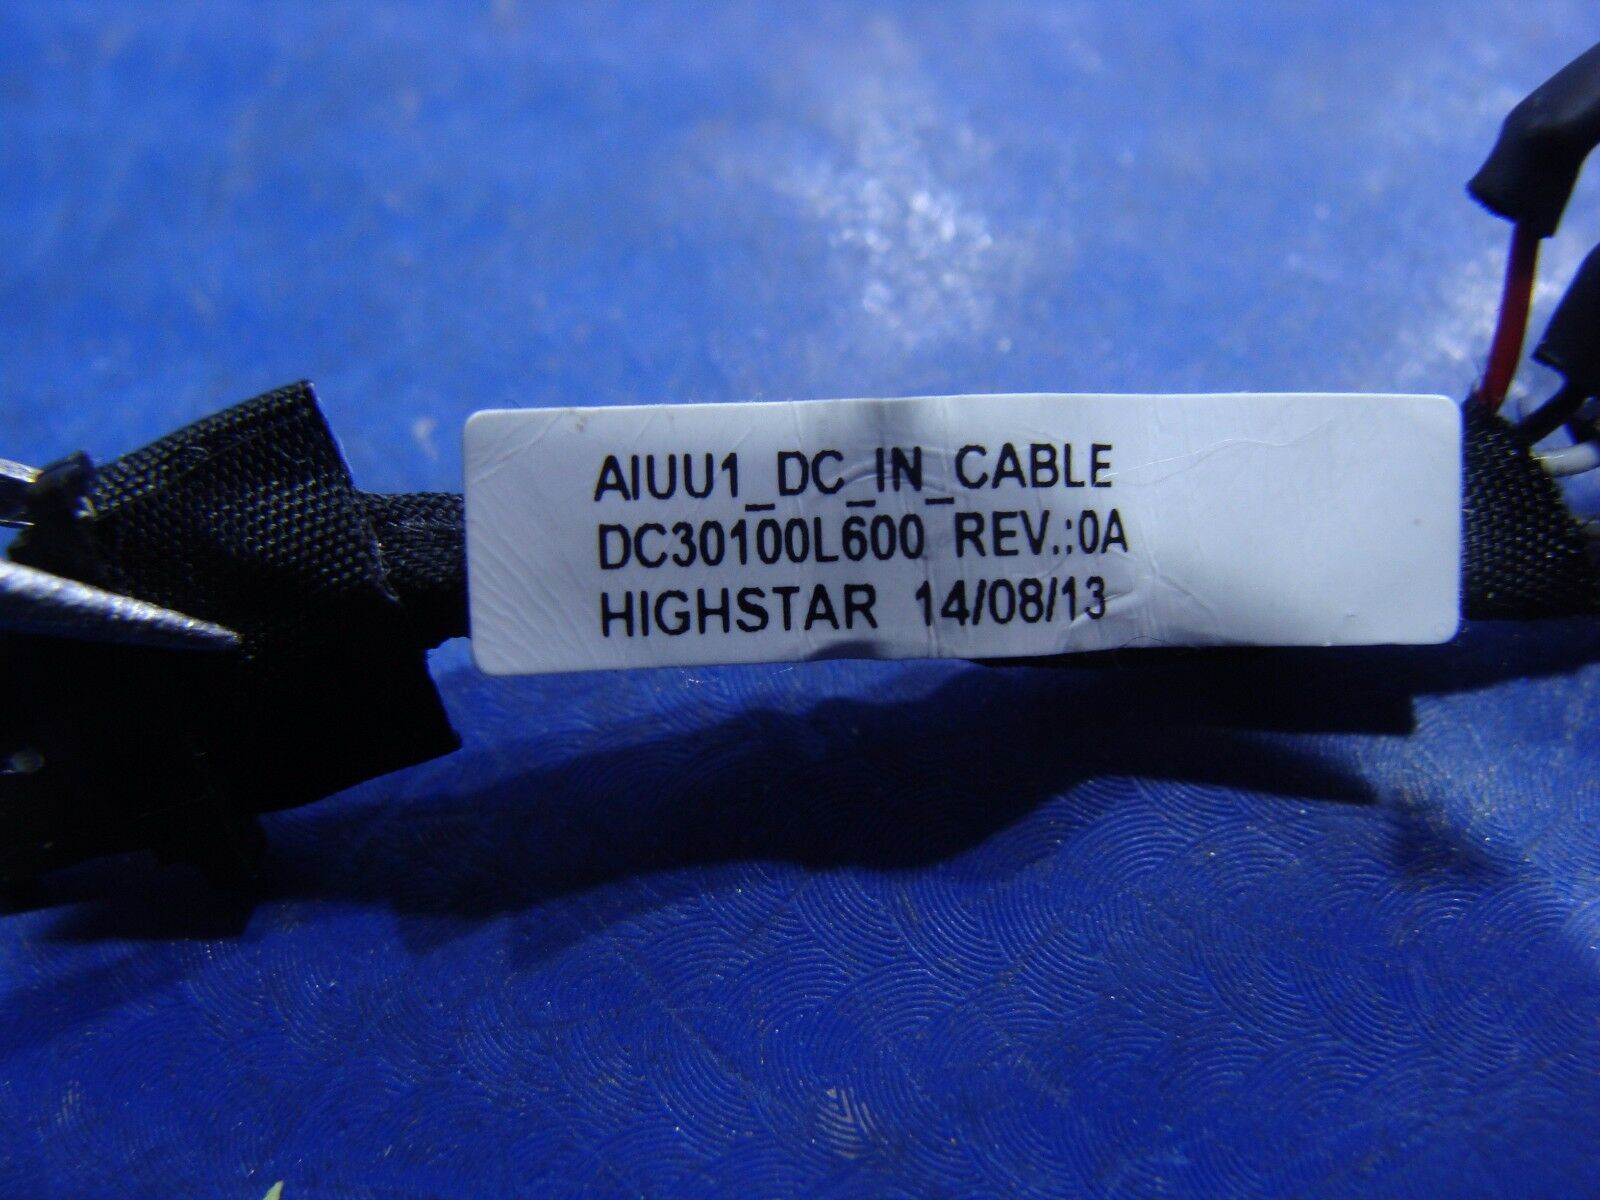 AIUU1_DC_IN_CABLE
DC30100L600 REV.:0A
HIGHSTAR 14/08/13